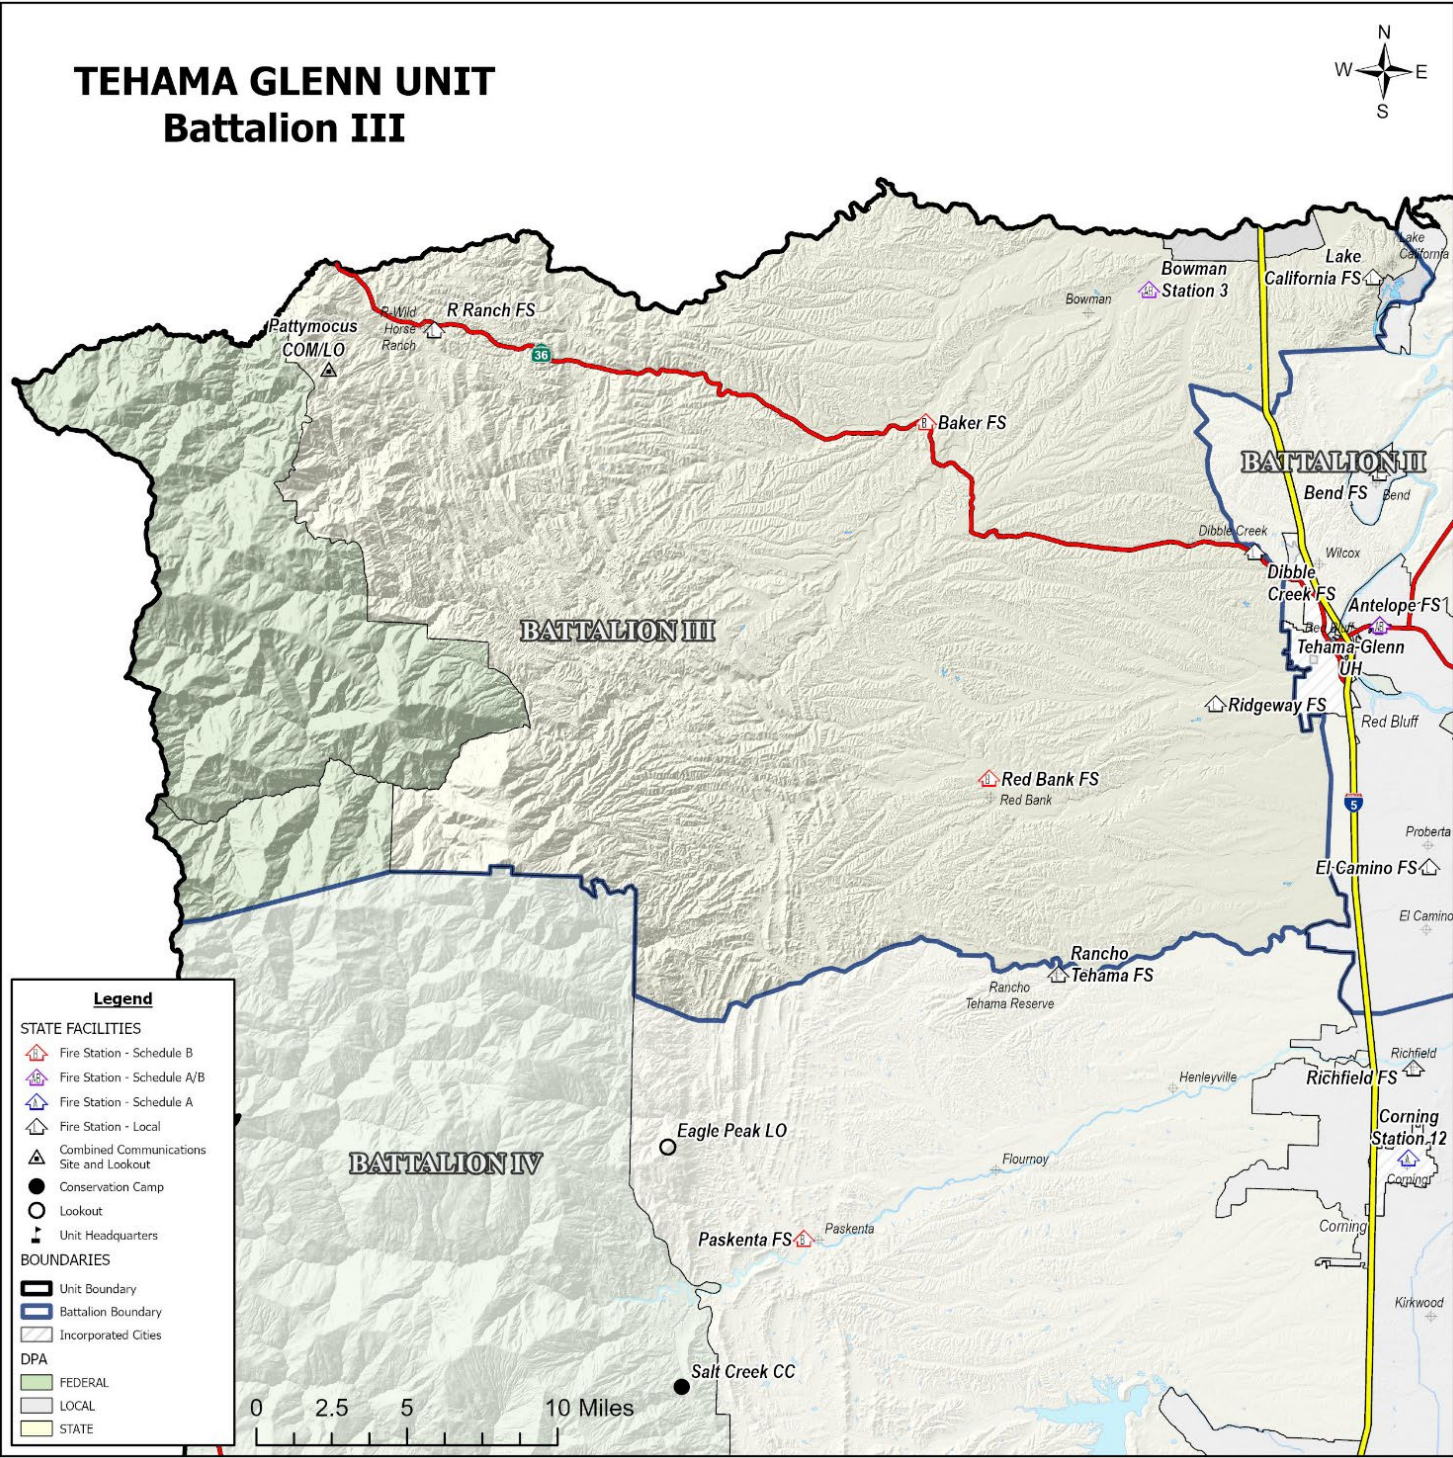 TEHAMA GLENN UNIT
Battalion III
N
W E
S
Lake
California
Lake
California FS
Bowman
Station 3
Bowman
R Ranch FS
R-Wild
Horse
Ranch
Pattymocus
COM/LO
36
Baker FS
BATTALION II
Bend FS
Bend
Dibble Creek
Wilcox
Dibble
Creek FS
Antelope FS
BATTALION III
Red Bluff
Tehama-Glenn
UH
Ridgeway FS
Red Bluff
Red Bank FS
Red Bank
5
Proberta
El Camino FS
El Camino
Rancho
Tehama FS
Rancho
Tehama Reserve
Richfield
Henleyville
Richfield FS
Corning
Station 12
Corning
Eagle Peak LO
BATTALION IV
Flournoy
Paskenta FS
Paskenta
Corning
Kirkwood
Salt Creek CC
0 2.5 5 10 Miles
Legend
STATE FACILITIES
B Fire Station - Schedule B
AB Fire Station - Schedule A/B
A Fire Station - Schedule A
L Fire Station - Local
Combined Communications
Site and Lookout
Conservation Camp
Lookout
Unit Headquarters
BOUNDARIES
Unit Boundary
Battalion Boundary
Incorporated Cities
DPA
FEDERAL
LOCAL
STATE